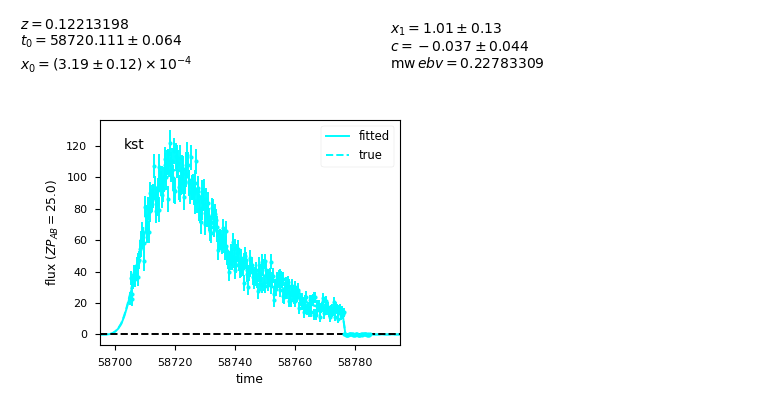 z = 0.12213198
t₀ = 58720.111 ± 0.064
x₀ = (3.19 ± 0.12) × 10⁻⁴
x₁ = 1.01 ± 0.13
c = −0.037 ± 0.044
mw ebv = 0.22783309
kst
fitted
true
120
100
80
60
40
20
0
flux (ZP_AB = 25.0)
58700 58720 58740 58760 58780
time